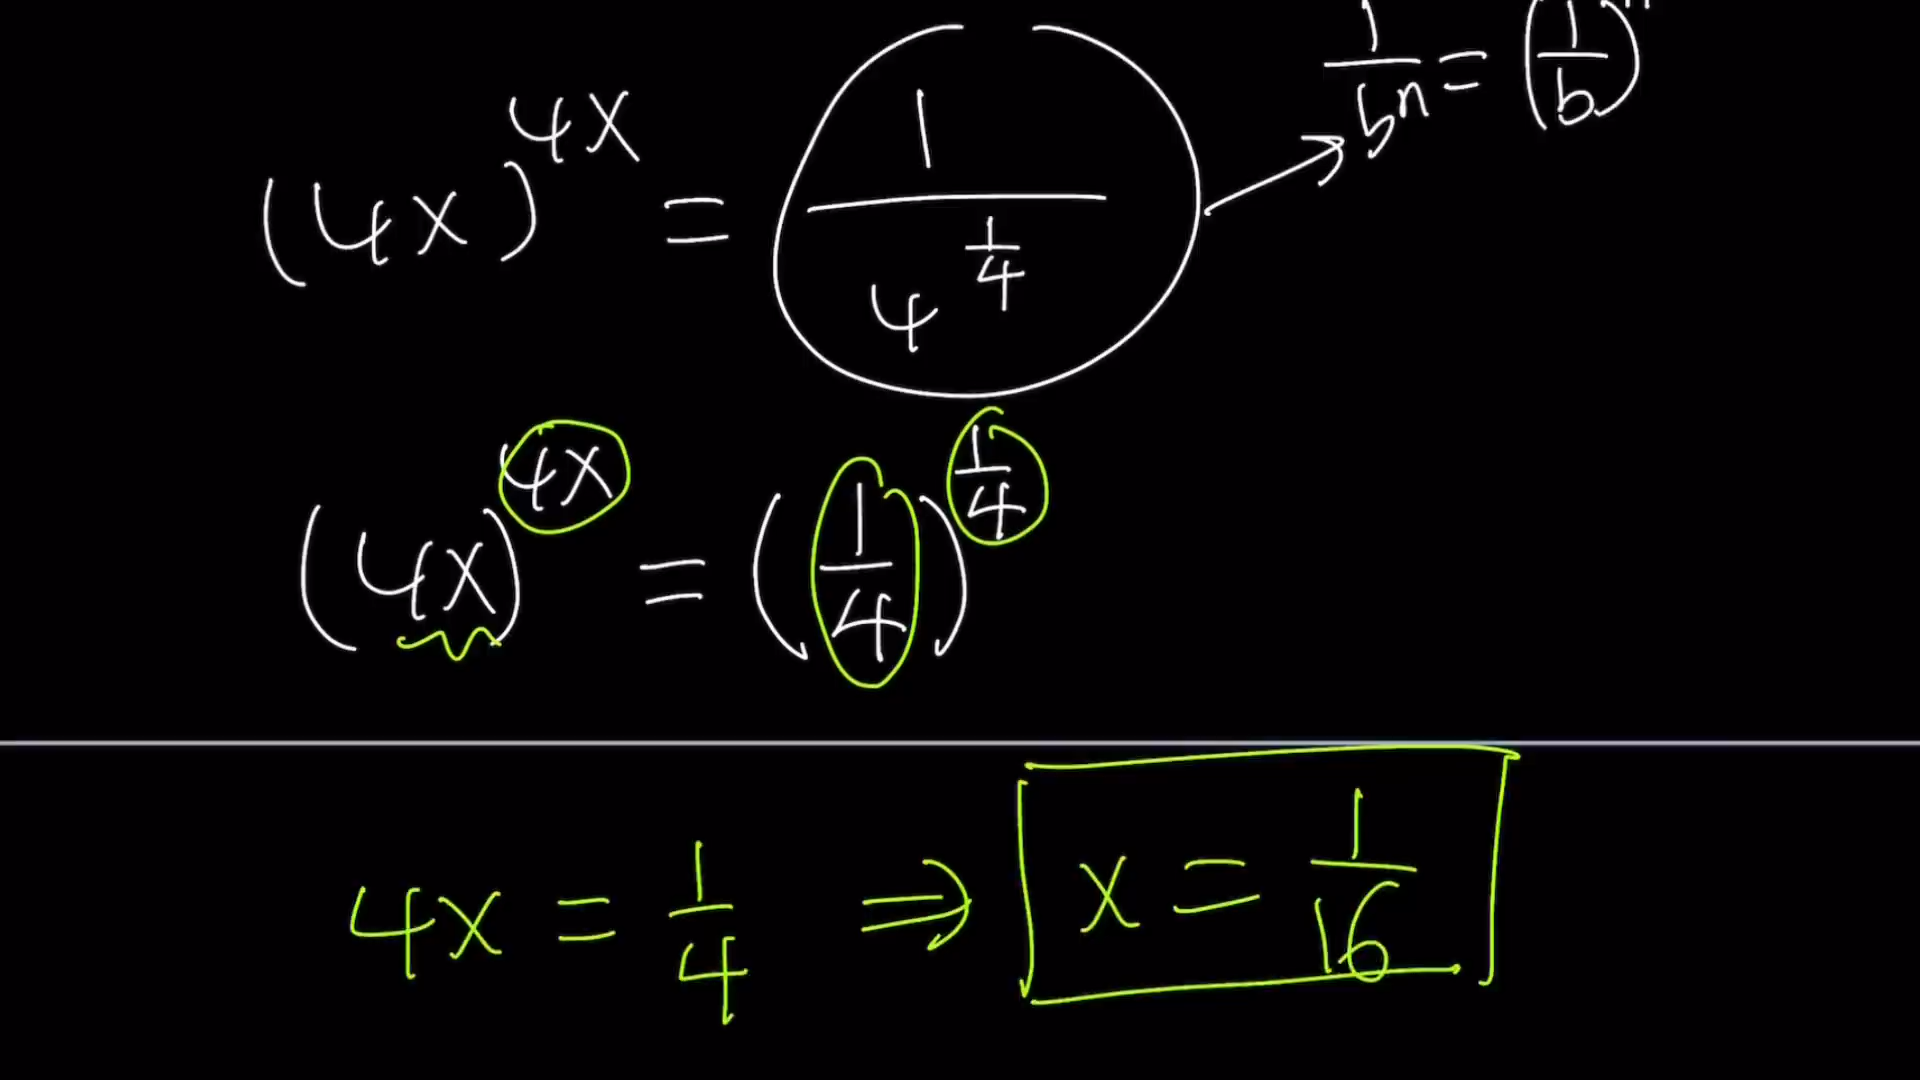 1/bⁿ = (1/b)ⁿ
(4x)^(4x) = 1/4^(1/4)
(4x)^(4x) = (1/4)^(1/4)
4x = 1/4 ⇒ x = 1/16